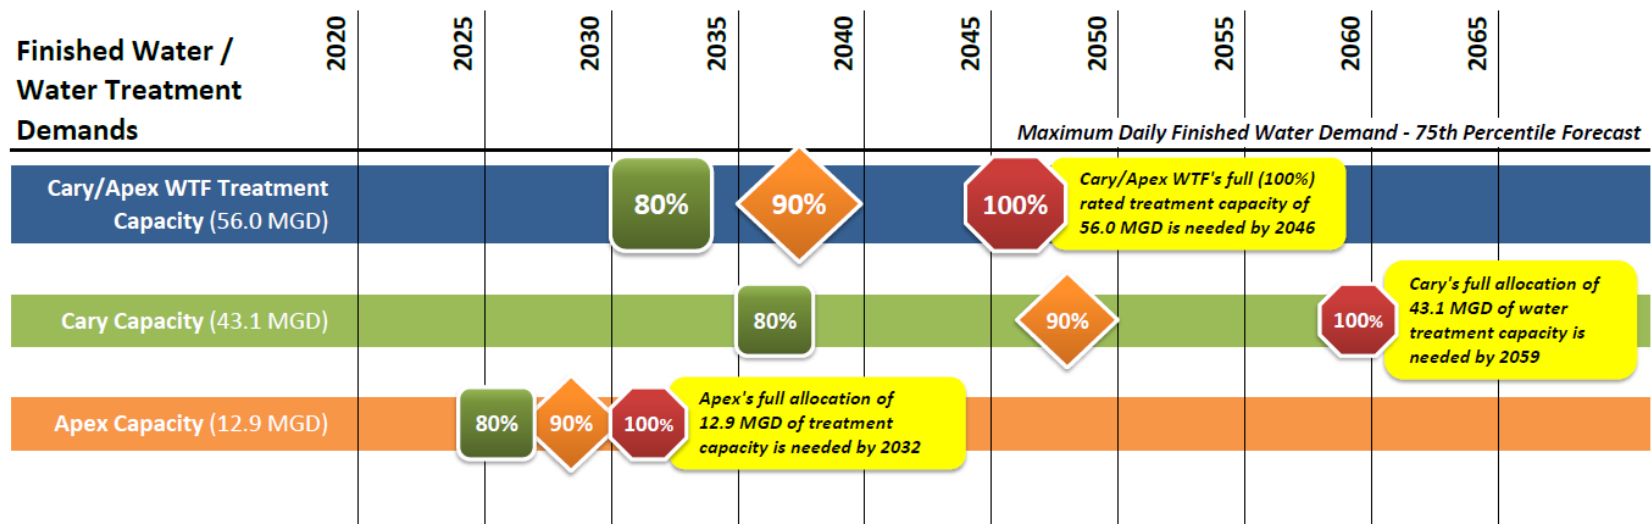 Finished Water /
Water Treatment
Demands
2020
2025
2030
2035
2040
2045
2050
2055
2060
2065
Maximum Daily Finished Water Demand - 75th Percentile Forecast
Cary/Apex WTF Treatment
Capacity (56.0 MGD)
80%
90%
100%
Cary/Apex WTF's full (100%)
rated treatment capacity of
56.0 MGD is needed by 2046
Cary Capacity (43.1 MGD)
80%
90%
100%
Cary's full allocation of
43.1 MGD of water
treatment capacity is
needed by 2059
Apex Capacity (12.9 MGD)
80%
90%
100%
Apex's full allocation of
12.9 MGD of treatment
capacity is needed by 2032